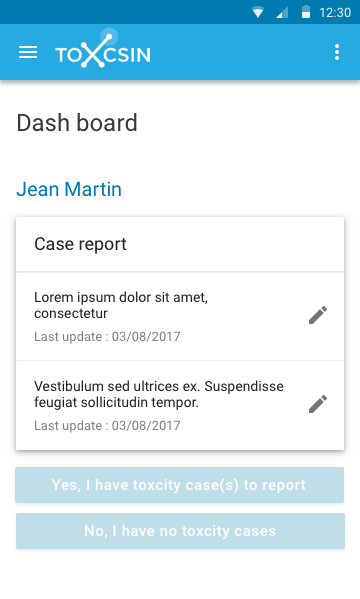 12:30
TOXCSIN
Dash board
Jean Martin
Case report
Lorem ipsum dolor sit amet,
consectetur
Last update : 03/08/2017
Vestibulum sed ultrices ex. Suspendisse
feugiat sollicitudin tempor.
Last update : 03/08/2017
Yes, I have toxcity case(s) to report
No, I have no toxcity cases